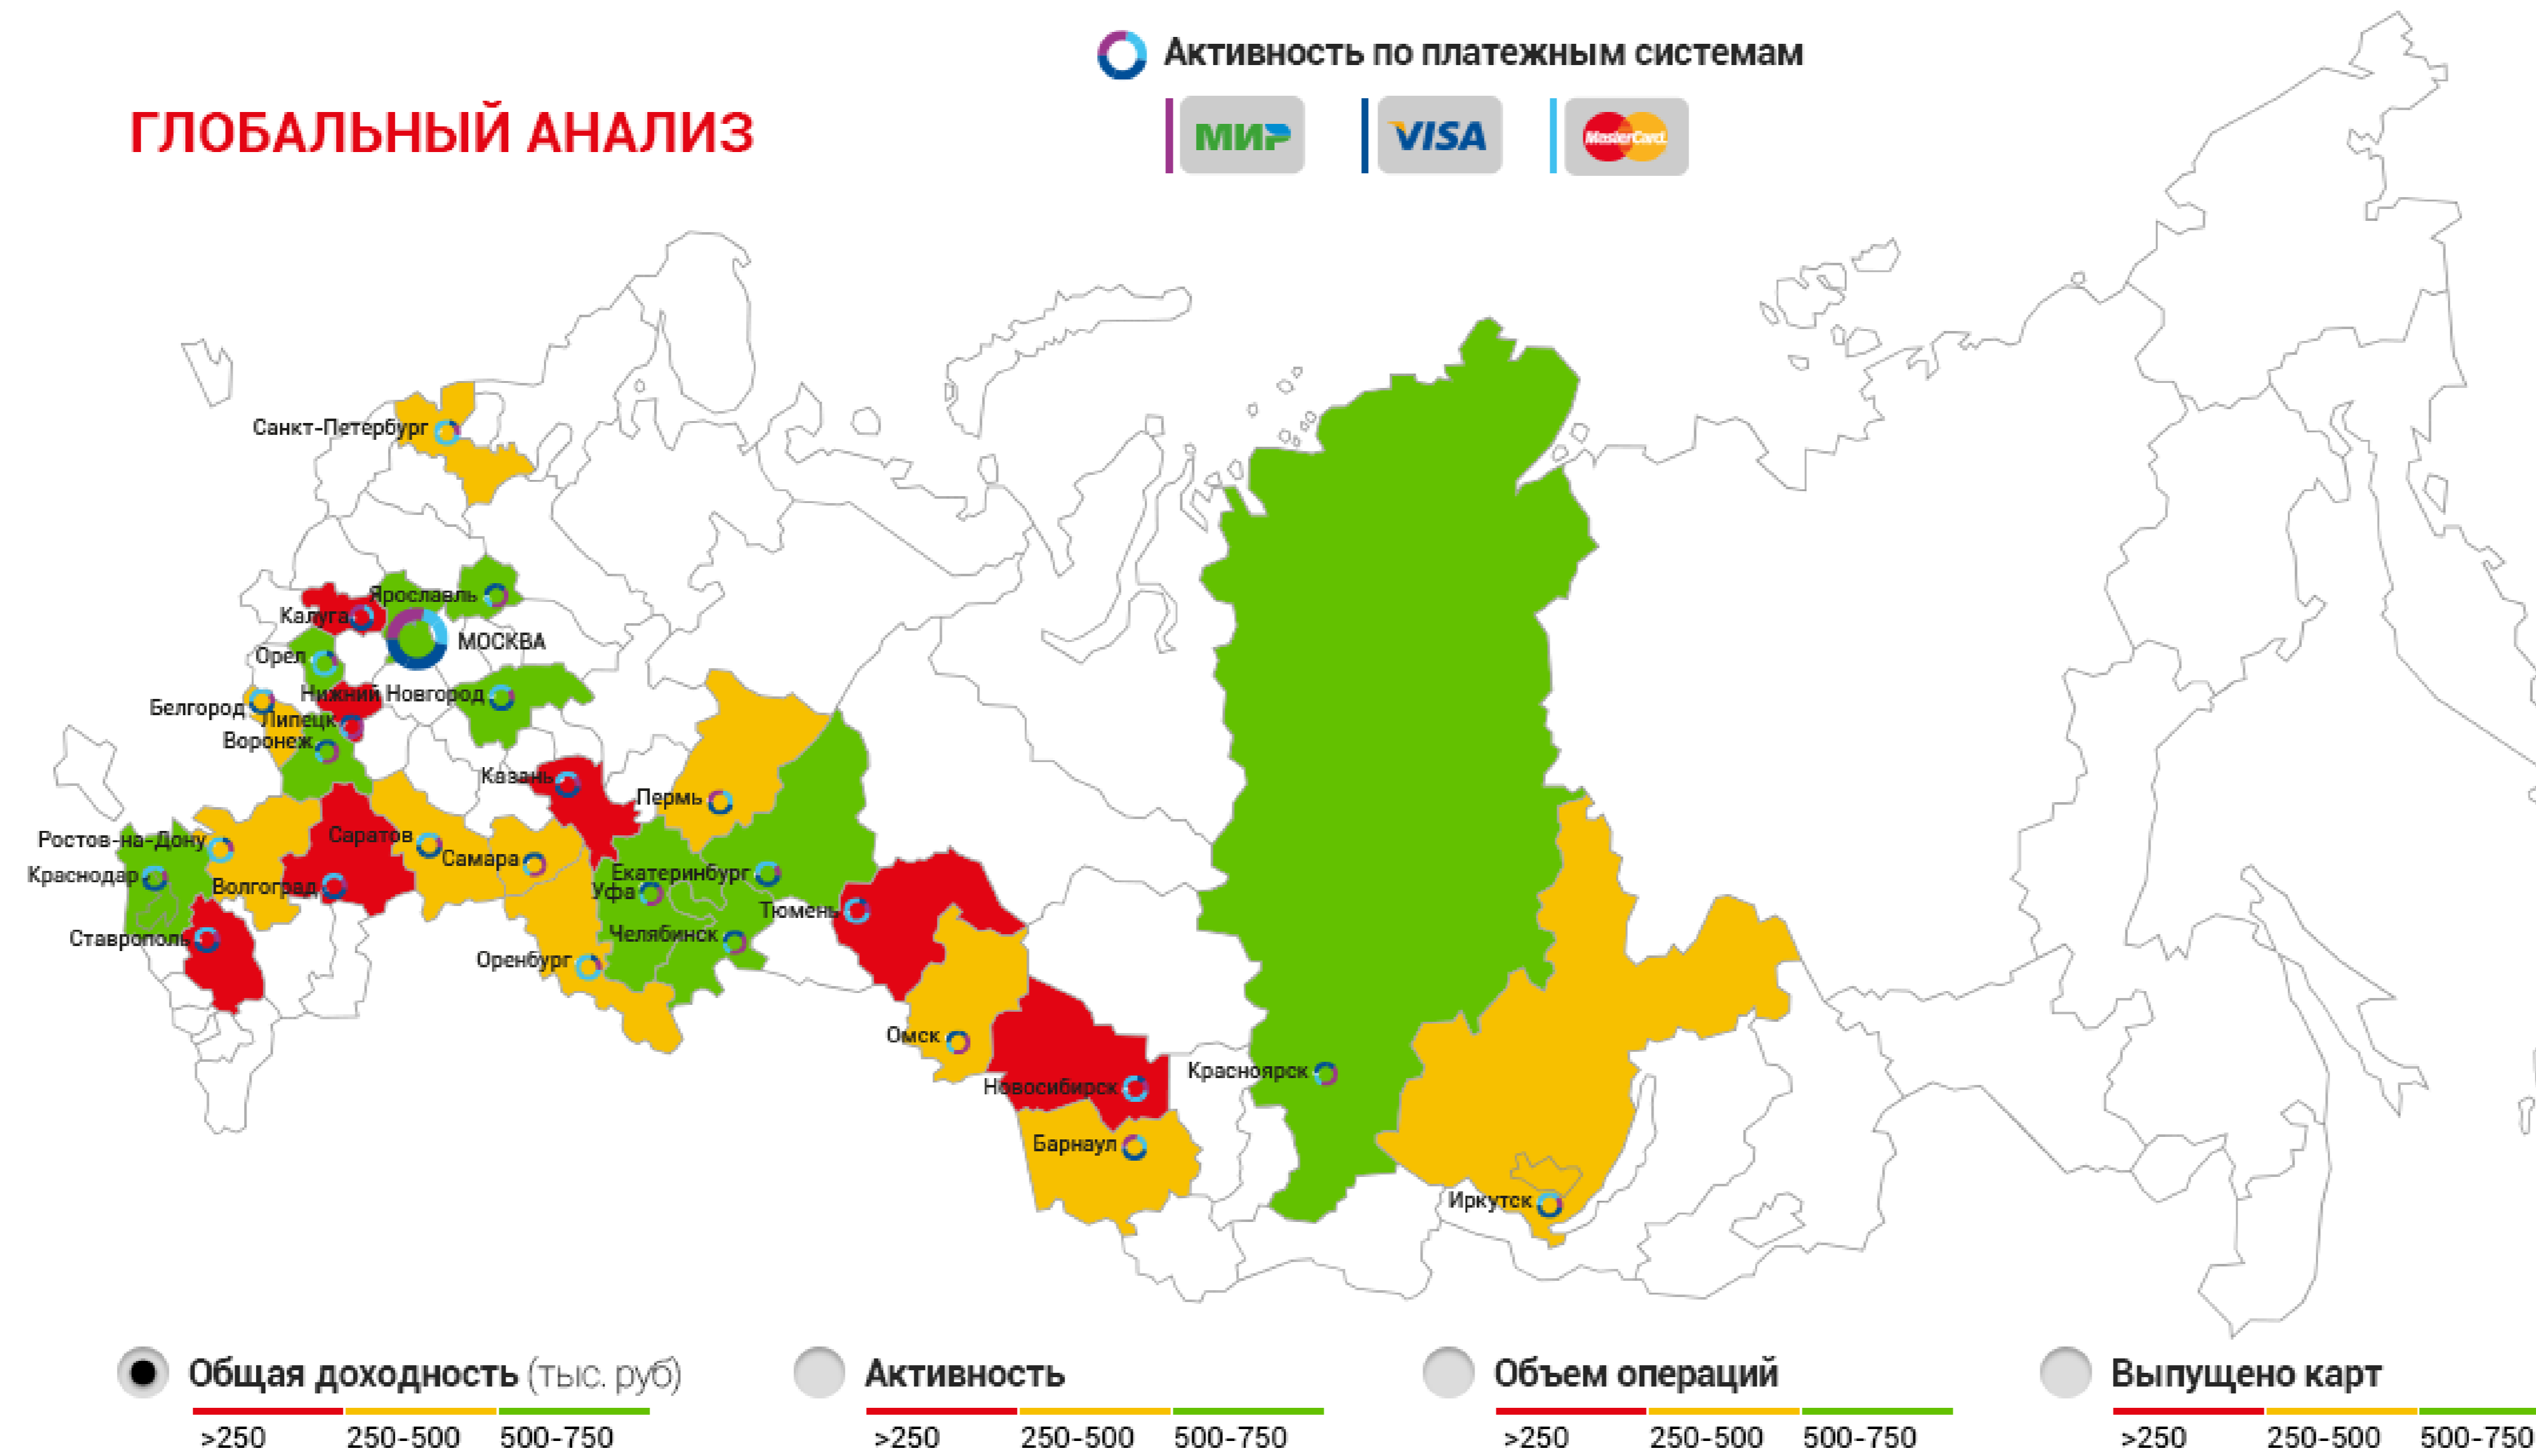 Активность по платежным системам
ГЛОБАЛЬНЫЙ АНАЛИЗ
МИР VISA MasterCard
Санкт-Петербург
Ярославль
Калуга
МОСКВА
Орел
Нижний Новгород
Белгород
Липецк
Воронеж
Казань
Пермь
Ростов-на-Дону
Саратов
Самара
Краснодар
Волгоград
Екатеринбург
Уфа
Тюмень
Ставрополь
Челябинск
Оренбург
Омск
Красноярск
Новосибирск
Барнаул
Иркутск
Общая доходность (тыс. руб) Активность Объем операций Выпущено карт
>250 250-500 500-750 >250 250-500 500-750 >250 250-500 500-750 >250 250-500 500-750